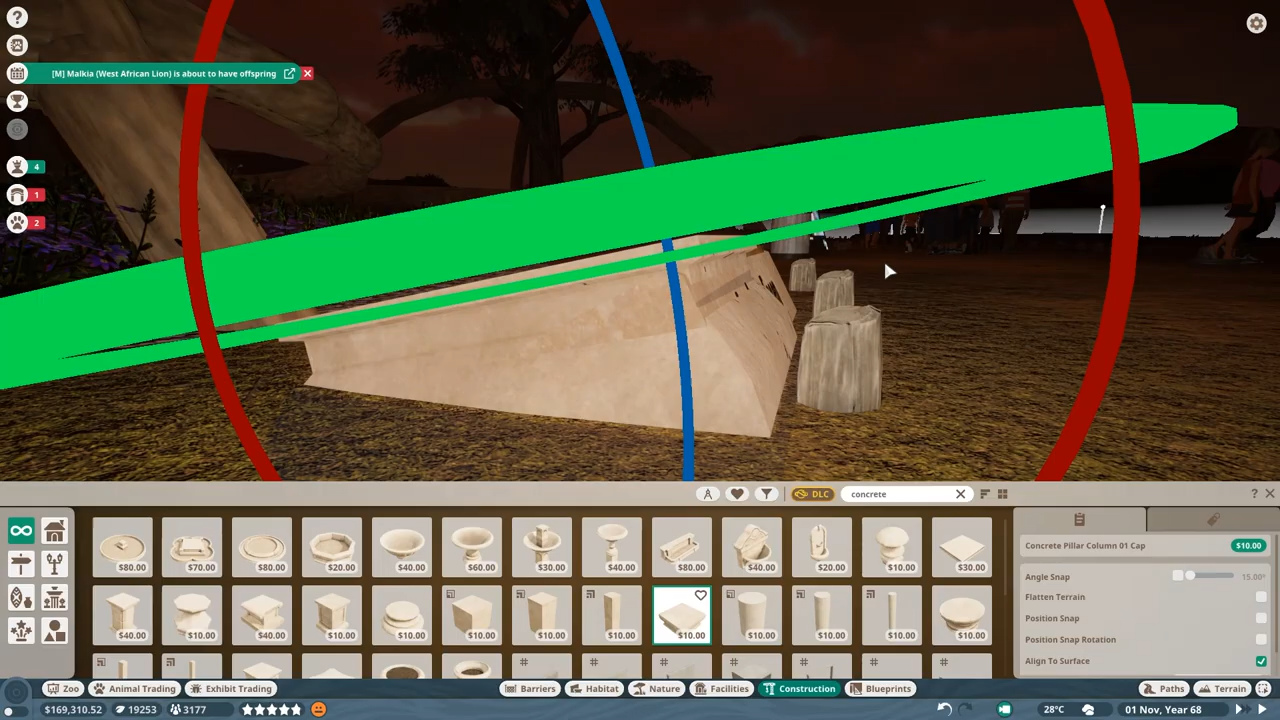 [M] Malkia (West African Lion) is about to have offspring
4
1
2
DLC
concrete
?
$80.00 $70.00 $80.00 $20.00 $40.00 $60.00 $30.00 $40.00 $80.00 $40.00 $20.00 $10.00 $30.00
$40.00 $10.00 $40.00 $10.00 $10.00 $10.00 $10.00 $10.00 $10.00 $10.00 $10.00 $10.00 $10.00
Concrete Pillar Column 01 Cap $10.00
Angle Snap 15.00°
Flatten Terrain
Position Snap
Position Snap Rotation
Align To Surface
Zoo Animal Trading Exhibit Trading Barriers Habitat Nature Facilities Construction Blueprints Paths Terrain
$169,310.52 19253 3177 28°C 01 Nov, Year 68